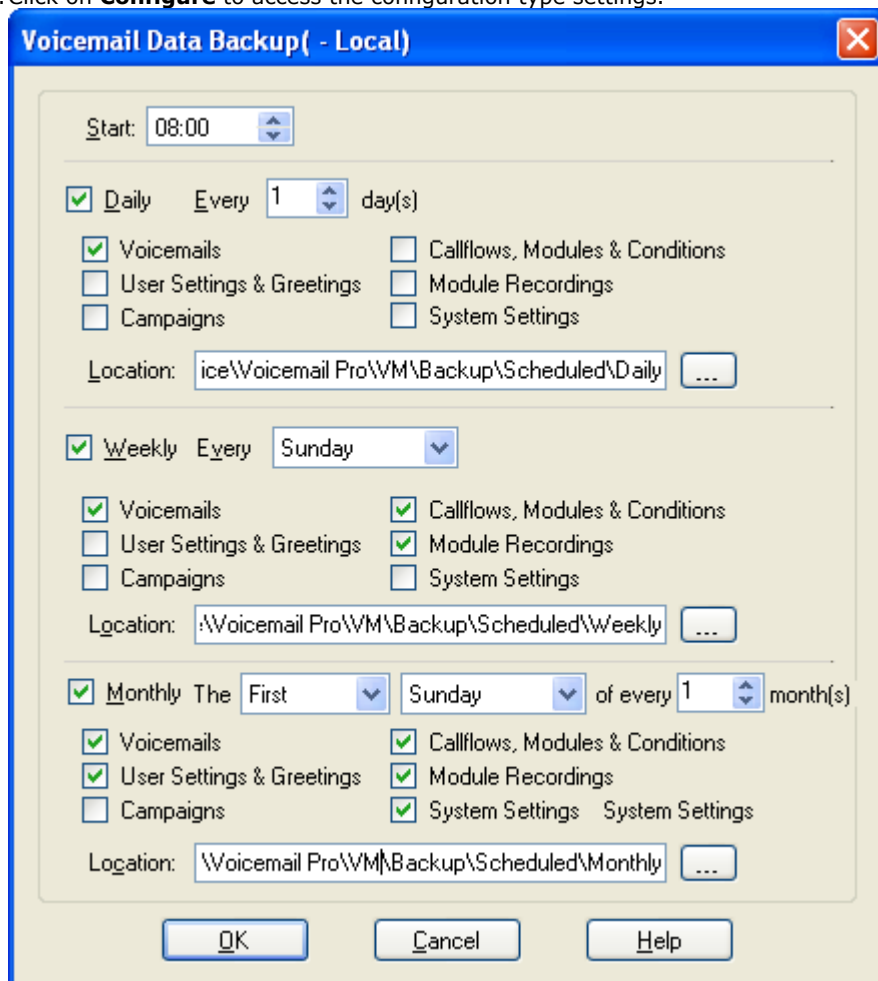 . Click on Configure to access the configuration type settings.
Voicemail Data Backup( - Local)
Start: 08:00
Daily Every 1 day(s)
Voicemails Callflows, Modules & Conditions
User Settings & Greetings Module Recordings
Campaigns System Settings
Location: ice\Voicemail Pro\VM\Backup\Scheduled\Daily ...
Weekly Every Sunday
Voicemails Callflows, Modules & Conditions
User Settings & Greetings Module Recordings
Campaigns System Settings
Location: :\Voicemail Pro\VM\Backup\Scheduled\Weekly ...
Monthly The First Sunday of every 1 month(s)
Voicemails Callflows, Modules & Conditions
User Settings & Greetings Module Recordings
Campaigns System Settings System Settings
Location: \Voicemail Pro\VM\Backup\Scheduled\Monthly ...
OK Cancel Help